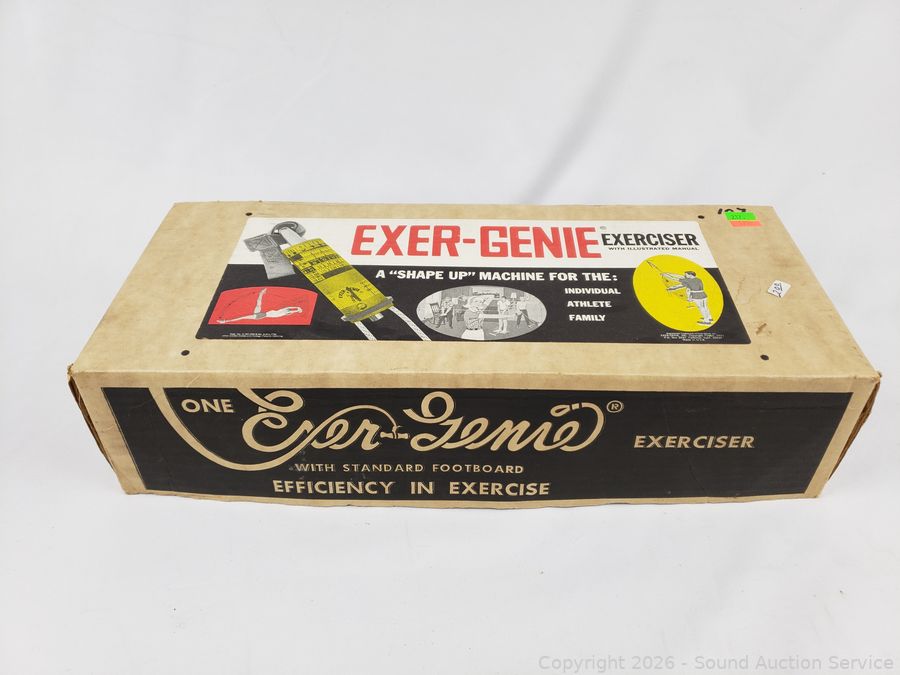 EXER-GENIE® EXERCISER
WITH ILLUSTRATED MANUAL
A "SHAPE UP" MACHINE FOR THE:
INDIVIDUAL
ATHLETE
FAMILY
ONE Exer-Genie® EXERCISER
WITH STANDARD FOOTBOARD
EFFICIENCY IN EXERCISE
Copyright 2026 - Sound Auction Service